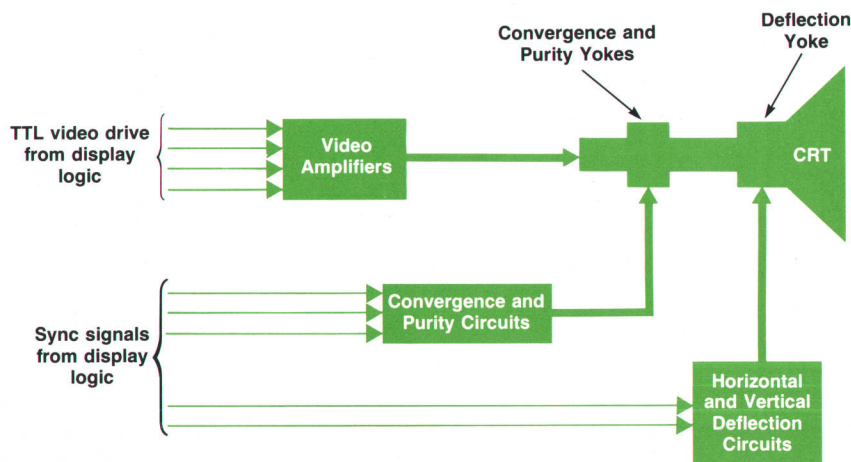 Convergence and
Purity Yokes
Deflection
Yoke
TTL video drive
from display
logic
Video
Amplifiers
CRT
Convergence and
Purity Circuits
Sync signals
from display
logic
Horizontal
and Vertical
Deflection
Circuits